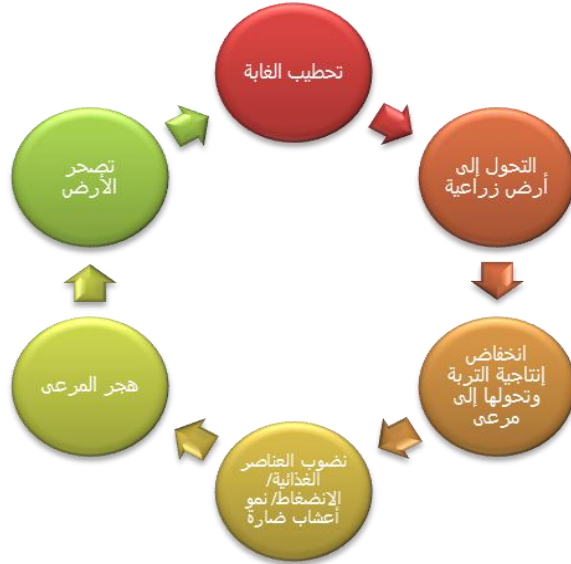 تحطيب الغابة
التحول إلى
أرض زراعية
انخفاض
إنتاجية التربة
وتحولها إلى
مرعى
نضوب العناصر
الغذائية/
الانضغاط/ نمو
أعشاب ضارة
هجر المرعى
تصحر
الأرض